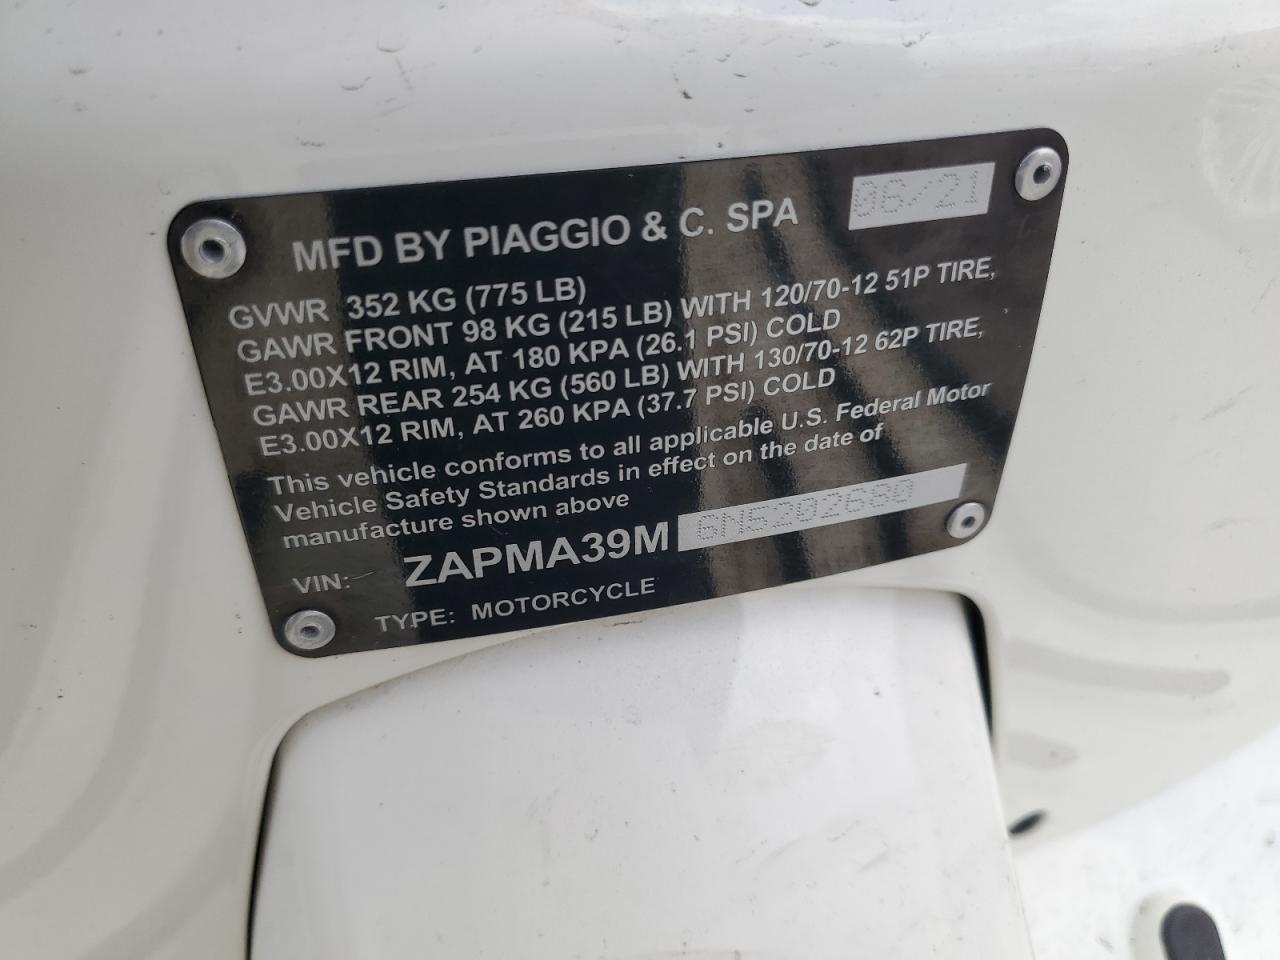 MFD BY PIAGGIO & C. SPA 06/21
GVWR 352 KG (775 LB)
GAWR FRONT 98 KG (215 LB) WITH 120/70-12 51P TIRE,
E3.00X12 RIM, AT 180 KPA (26.1 PSI) COLD
GAWR REAR 254 KG (560 LB) WITH 130/70-12 62P TIRE,
E3.00X12 RIM, AT 260 KPA (37.7 PSI) COLD
This vehicle conforms to all applicable U.S. Federal Motor
Vehicle Safety Standards in effect on the date of
manufacture shown above
VIN: ZAPMA39M 6N5202680
TYPE: MOTORCYCLE